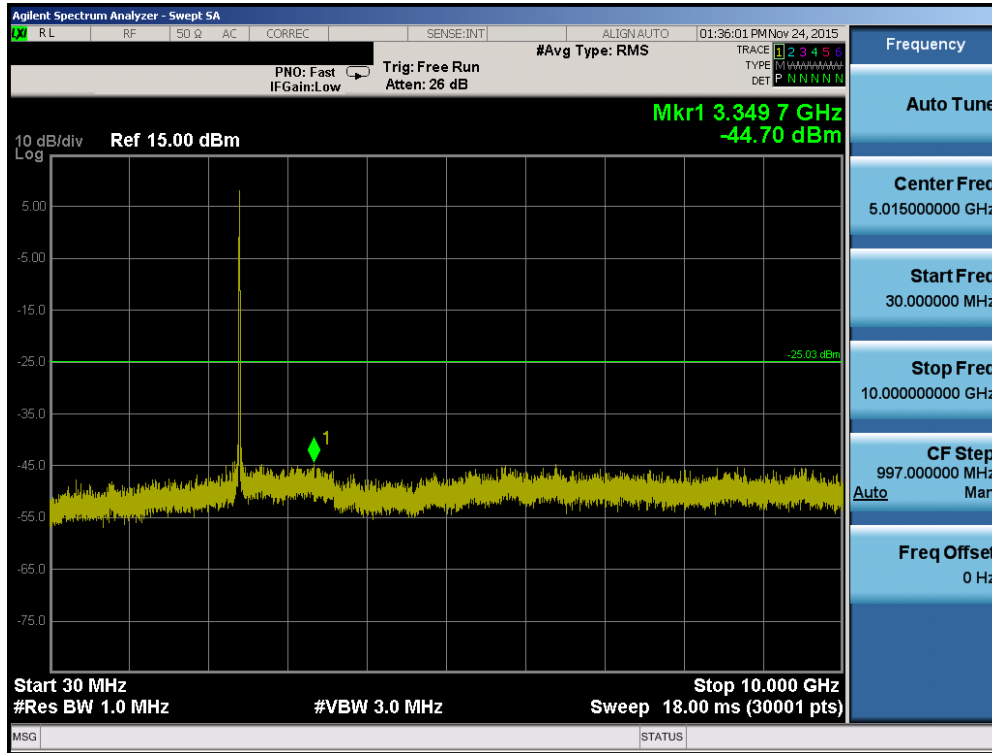 Agilent Spectrum Analyzer - Swept SA
LXI RL RF 50 Ω AC CORREC SENSE:INT ALIGN AUTO 01:36:01 PM Nov 24, 2015
#Avg Type: RMS
TRACE 1 2 3 4 5 6
TYPE M
DET P N N N N N
PNO: Fast
IFGain:Low
Trig: Free Run
Atten: 26 dB
Mkr1 3.349 7 GHz
-44.70 dBm
10 dB/div
Log
Ref 15.00 dBm
5.00
-5.00
-15.0
-25.0
-25.03 dBm
-35.0
1
-45.0
-55.0
-65.0
-75.0
Start 30 MHz
Stop 10.000 GHz
#Res BW 1.0 MHz
#VBW 3.0 MHz
Sweep 18.00 ms (30001 pts)
MSG
STATUS
Frequency
Auto Tune
Center Freq
5.015000000 GHz
Start Freq
30.000000 MHz
Stop Freq
10.000000000 GHz
CF Step
997.000000 MHz
Auto Man
Freq Offset
0 Hz